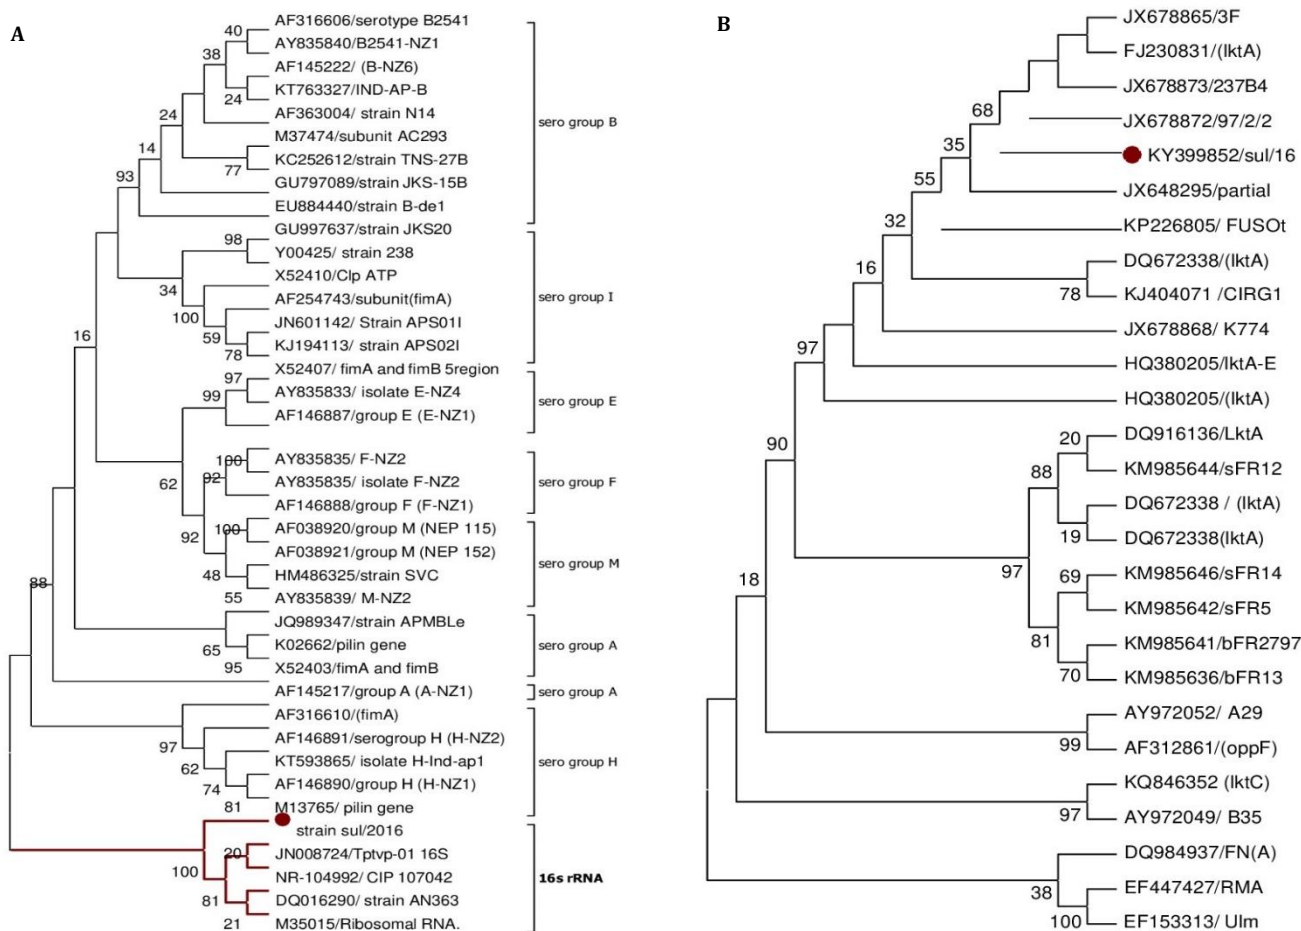 A
AF316606/serotype B2541
40
AY835840/B2541-NZ1
38
AF145222/ (B-NZ6)
KT763327/IND-AP-B
24
24
AF363004/ strain N14
sero group B
M37474/subunit AC293
14
KC252612/strain TNS-27B
77
93
GU797089/strain JKS-15B
EU884440/strain B-de1
GU997637/strain JKS20
98
Y00425/ strain 238
X52410/Clp ATP
34
AF254743/subunit(fimA)
sero group I
100
JN601142/ Strain APS01I
59
16
KJ194113/ strain APS02I
78
X52407/ fimA and fimB 5region
97
AY835833/ isolate E-NZ4
99
sero group E
AF146887/group E (E-NZ1)
100
AY835835/ F-NZ2
92
62
AY835835/ isolate F-NZ2
sero group F
AF146888/group F (F-NZ1)
100
AF038920/group M (NEP 115)
92
AF038921/group M (NEP 152)
sero group M
48
HM486325/strain SVC
88
55
AY835839/ M-NZ2
JQ989347/strain APMBLe
K02662/pilin gene
sero group A
65
95
X52403/fimA and fimB
AF145217/group A (A-NZ1)
sero group A
AF316610/(fimA)
97
AF146891/serogroup H (H-NZ2)
62
KT593865/ isolate H-Ind-ap1
sero group H
74
AF146890/group H (H-NZ1)
81
M13765/ pilin gene
strain sul/2016
20
JN008724/Tptvp-01 16S
100
NR-104992/ CIP 107042
16s rRNA
81
DQ016290/ strain AN363
21
M35015/Ribosomal RNA.
B
JX678865/3F
FJ230831/(lktA)
JX678873/237B4
68
JX678872/97/2/2
35
KY399852/sul/16
55
JX648295/partial
32
KP226805/ FUSOt
DQ672338/(lktA)
16
78
KJ404071 /CIRG1
JX678868/ K774
97
HQ380205/lktA-E
HQ380205/(lktA)
90
20
DQ916136/LktA
88
KM985644/sFR12
DQ672338 / (lktA)
19
DQ672338(lktA)
97
18
69
KM985646/sFR14
KM985642/sFR5
81
KM985641/bFR2797
70
KM985636/bFR13
AY972052/ A29
99
AF312861/(oppF)
KQ846352 (lktC)
97
AY972049/ B35
DQ984937/FN(A)
38
EF447427/RMA
100
EF153313/ Ulm